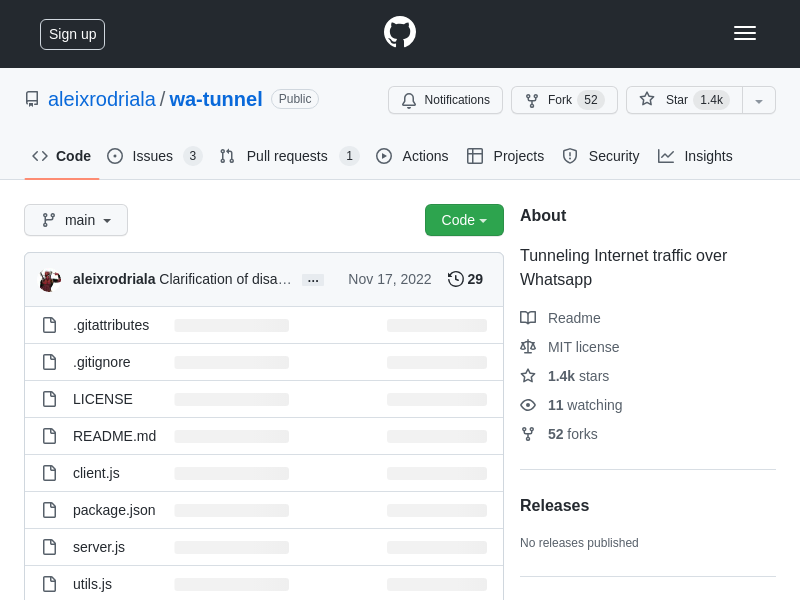 Sign up
aleixrodriala / wa-tunnel Public
Notifications
Fork 52
Star 1.4k
Code
Issues 3
Pull requests 1
Actions
Projects
Security
Insights
main
Code
aleixrodriala Clarification of disa… … Nov 17, 2022 29
.gitattributes
.gitignore
LICENSE
README.md
client.js
package.json
server.js
utils.js
About
Tunneling Internet traffic over
Whatsapp
Readme
MIT license
1.4k stars
11 watching
52 forks
Releases
No releases published